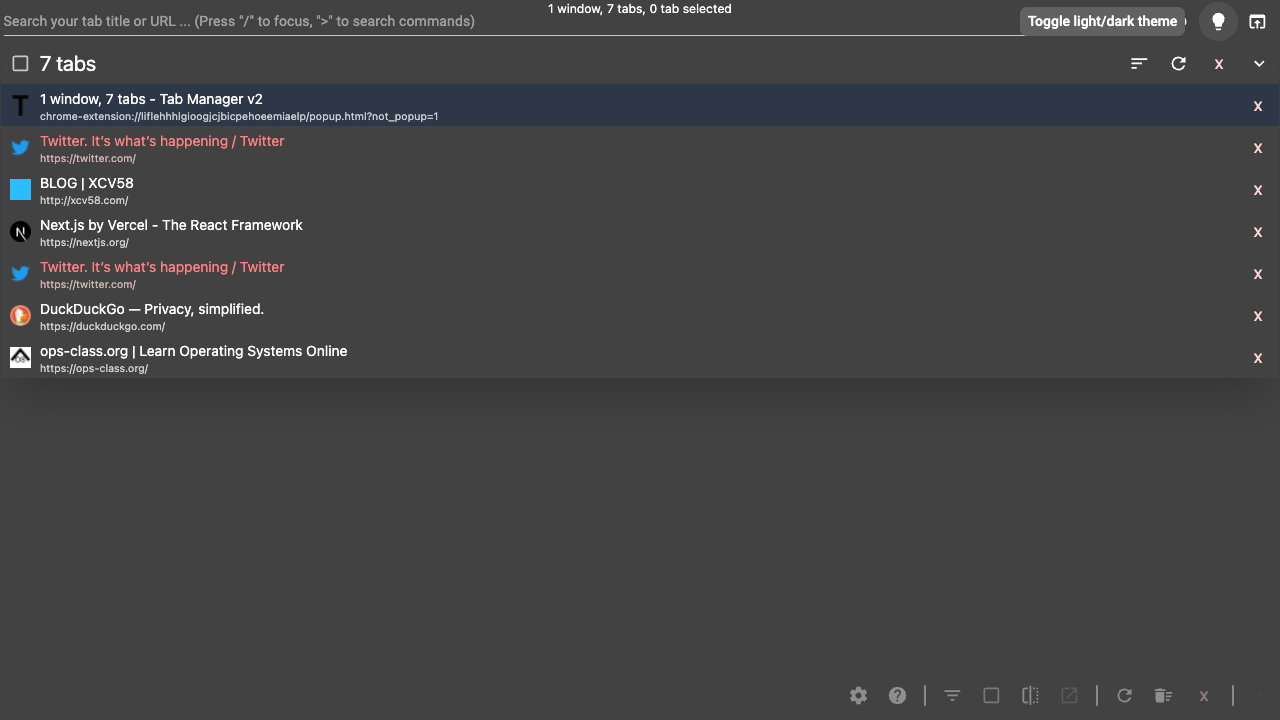 1 window, 7 tabs, 0 tab selected
Search your tab title or URL ... (Press "/" to focus, ">" to search commands)
Toggle light/dark theme
7 tabs
x
1 window, 7 tabs - Tab Manager v2
chrome-extension://liflehhhlgioogjcjbicpehoeemiaelp/popup.html?not_popup=1
x
Twitter. It’s what’s happening / Twitter
https://twitter.com/
x
BLOG | XCV58
http://xcv58.com/
x
Next.js by Vercel - The React Framework
https://nextjs.org/
x
Twitter. It’s what’s happening / Twitter
https://twitter.com/
x
DuckDuckGo — Privacy, simplified.
https://duckduckgo.com/
x
ops-class.org | Learn Operating Systems Online
https://ops-class.org/
x
x